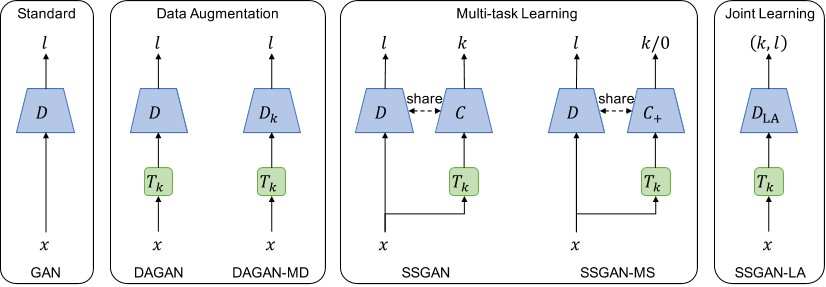 Standard
Data Augmentation
Multi-task Learning
Joint Learning
l
l
l
l
k
l
k/0
(k, l)
share
share
D
D
D_k
D
C
D
C_+
D_LA
T_k
T_k
T_k
T_k
T_k
x
x
x
x
x
x
GAN
DAGAN
DAGAN-MD
SSGAN
SSGAN-MS
SSGAN-LA